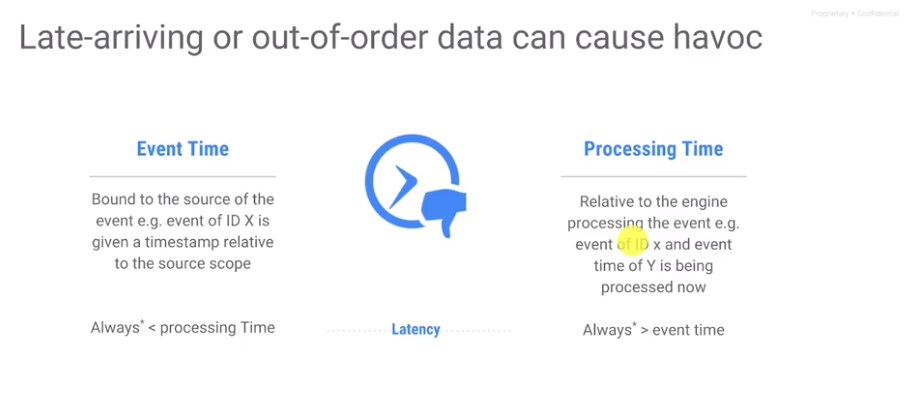 Proprietary + Confidential
Late-arriving or out-of-order data can cause havoc
Event Time
Bound to the source of the
event e.g. event of ID X is
given a timestamp relative
to the source scope
Always* < processing Time
Latency
Processing Time
Relative to the engine
processing the event e.g.
event of ID x and event
time of Y is being
processed now
Always* > event time